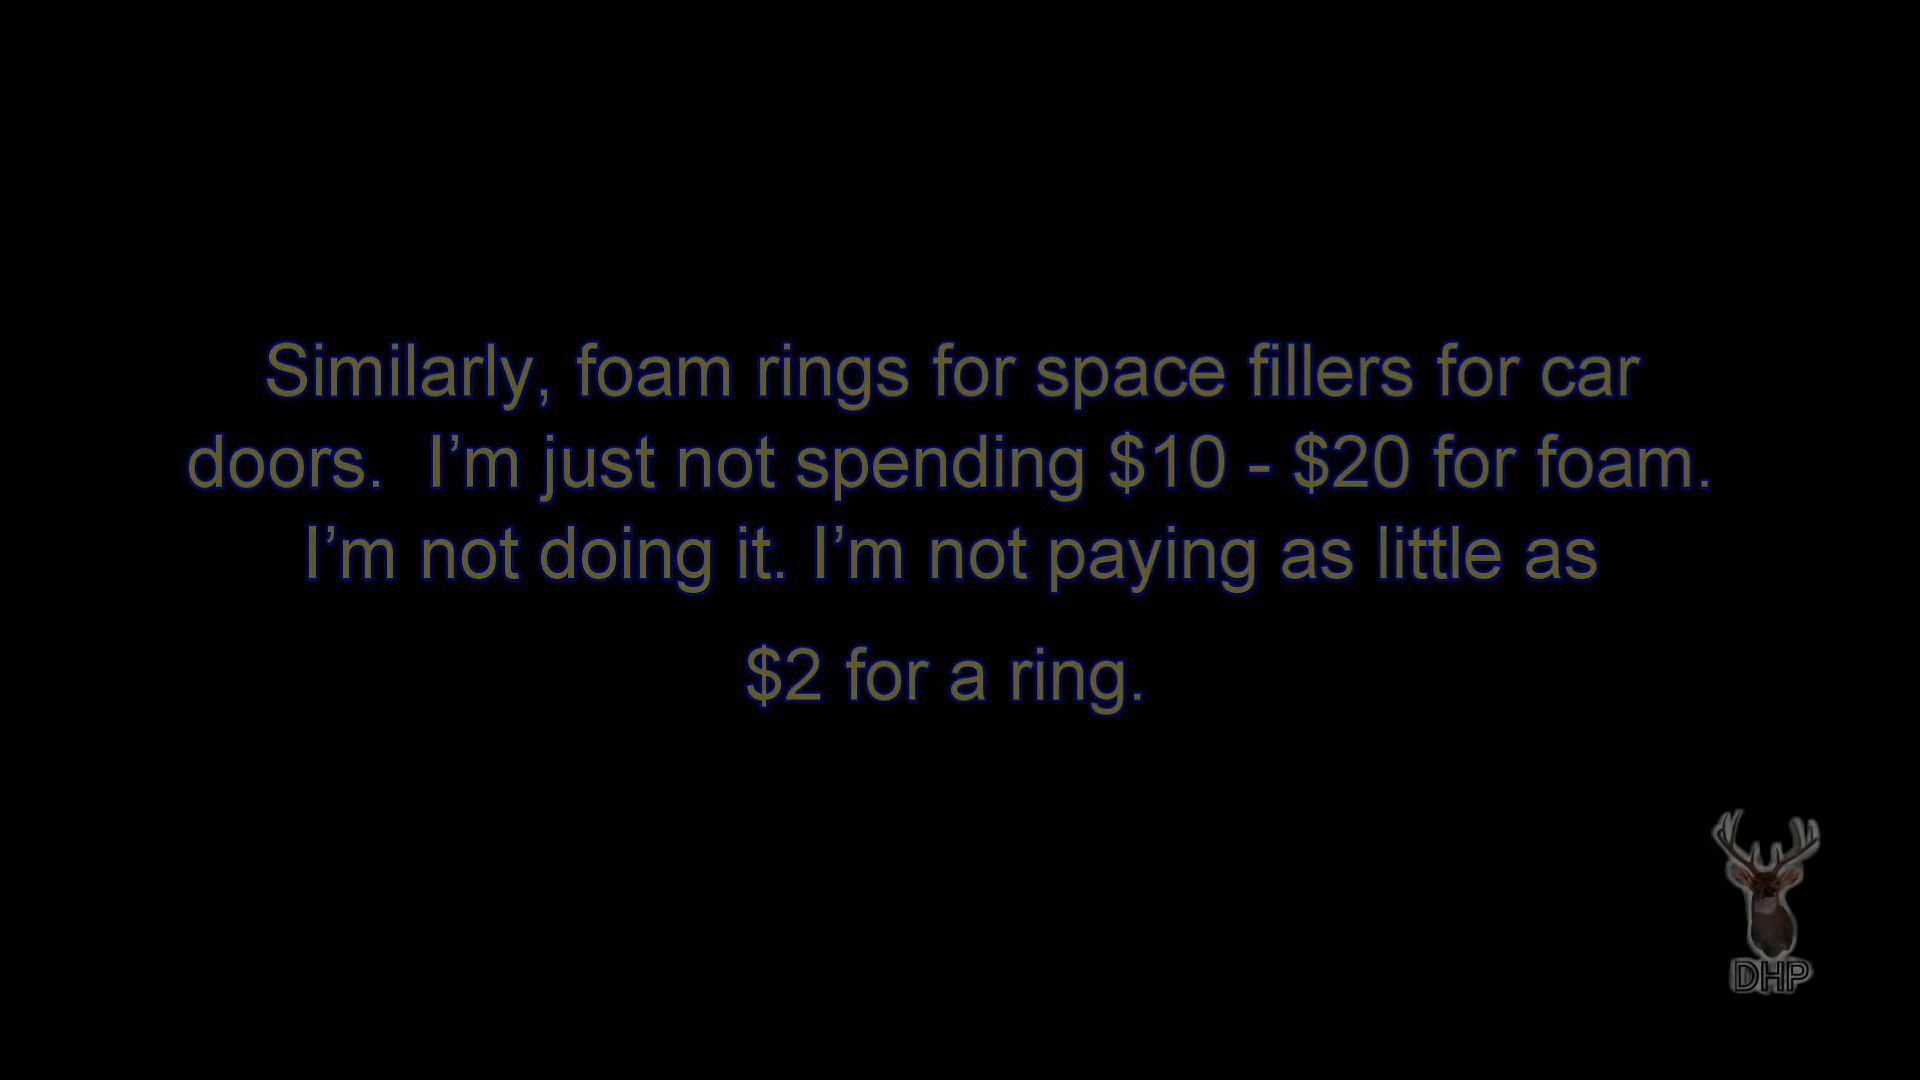 Similarly, foam rings for space fillers for car
doors.  I’m just not spending $10 - $20 for foam.
I’m not doing it. I’m not paying as little as
$2 for a ring.
DHP